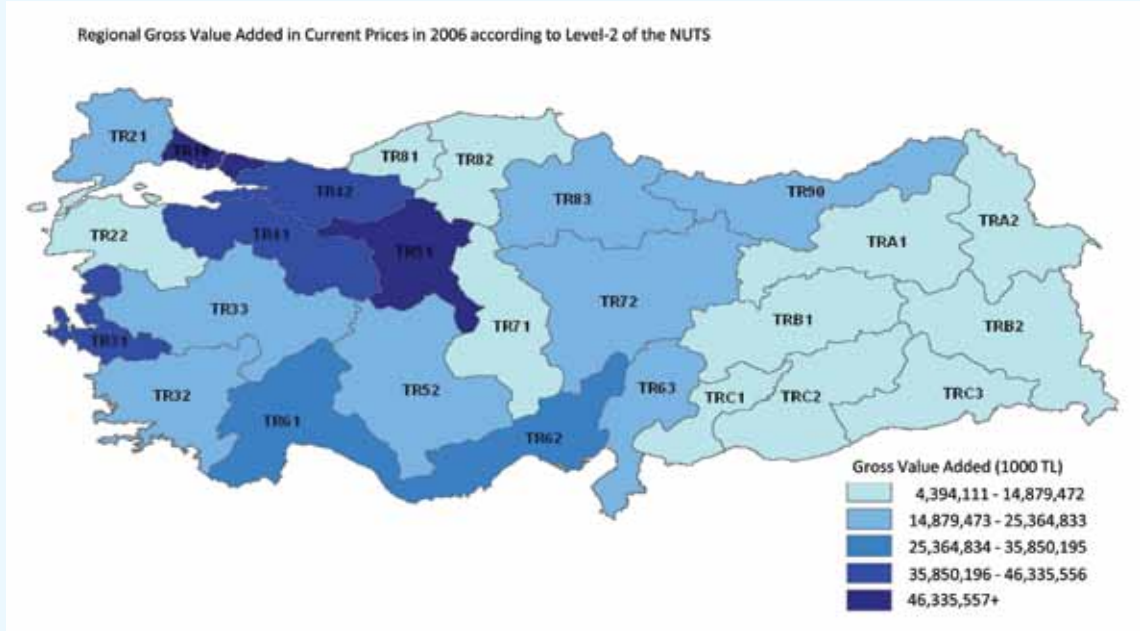 Regional Gross Value Added in Current Prices in 2006 according to Level-2 of the NUTS
TR21
TR10
TR81
TR82
TR42
TR83
TR90
TR22
TR41
TR51
TRA1
TRA2
TR33
TR72
TR71
TRB1
TRB2
TR31
TR32
TR52
TR63
TRC1
TRC2
TRC3
TR61
TR62
Gross Value Added (1000 TL)
4,394,111 - 14,879,472
14,879,473 - 25,364,833
25,364,834 - 35,850,195
35,850,196 - 46,335,556
46,335,557+